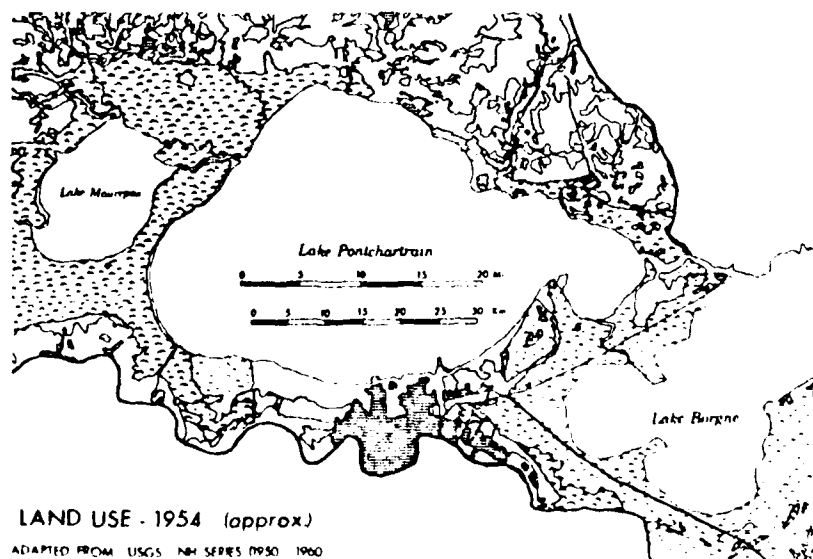 Lake Maurepas
Lake Pontchartrain
0 5 10 15 20 Mi
0 5 10 15 20 25 30 Km
Lake Borgne
LAND USE - 1954 (approx.)
ADAPTED FROM USGS NH SERIES (1950 1960